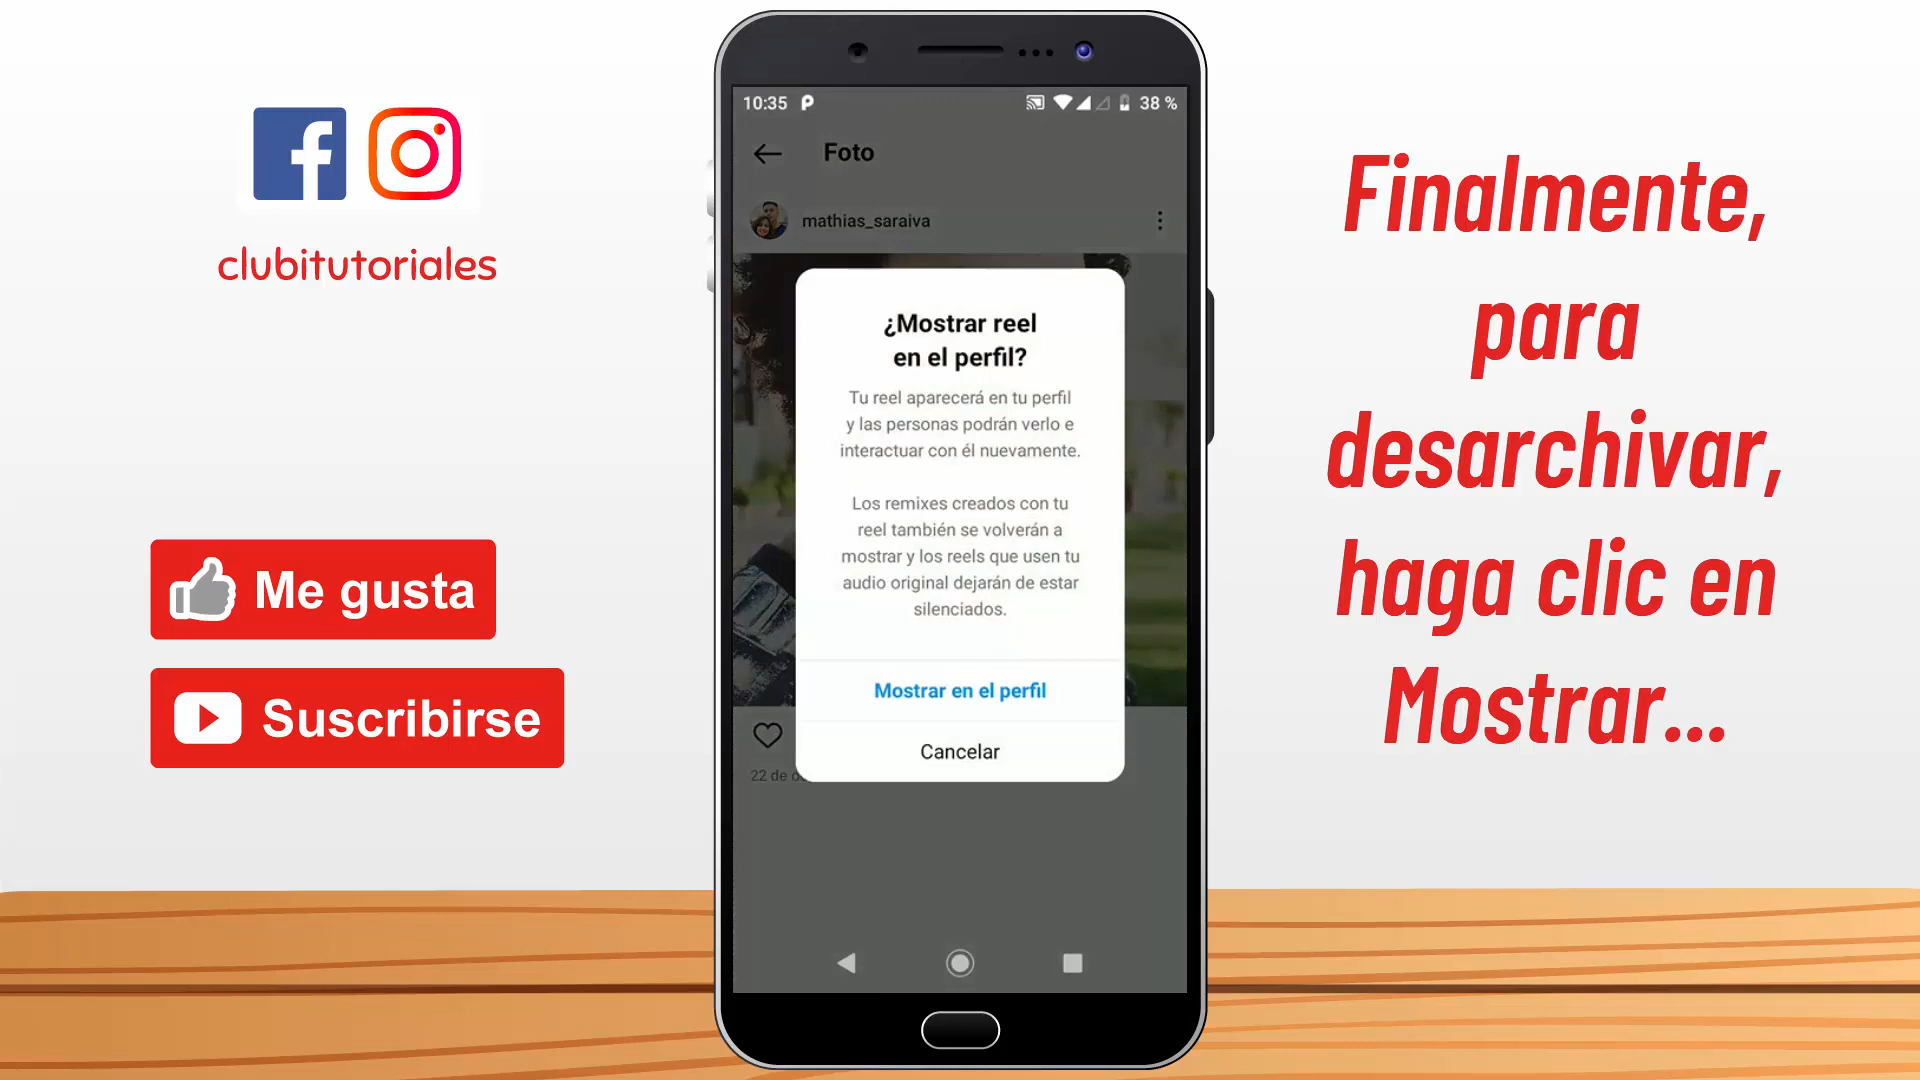 clubitutoriales
Me gusta
Suscribirse
10:35
38 %
Foto
mathias_saraiva
¿Mostrar reel
en el perfil?
Tu reel aparecerá en tu perfil
y las personas podrán verlo e
interactuar con él nuevamente.
Los remixes creados con tu
reel también se volverán a
mostrar y los reels que usen tu
audio original dejarán de estar
silenciados.
Mostrar en el perfil
Cancelar
22 de
Finalmente,
para
desarchivar,
haga clic en
Mostrar...